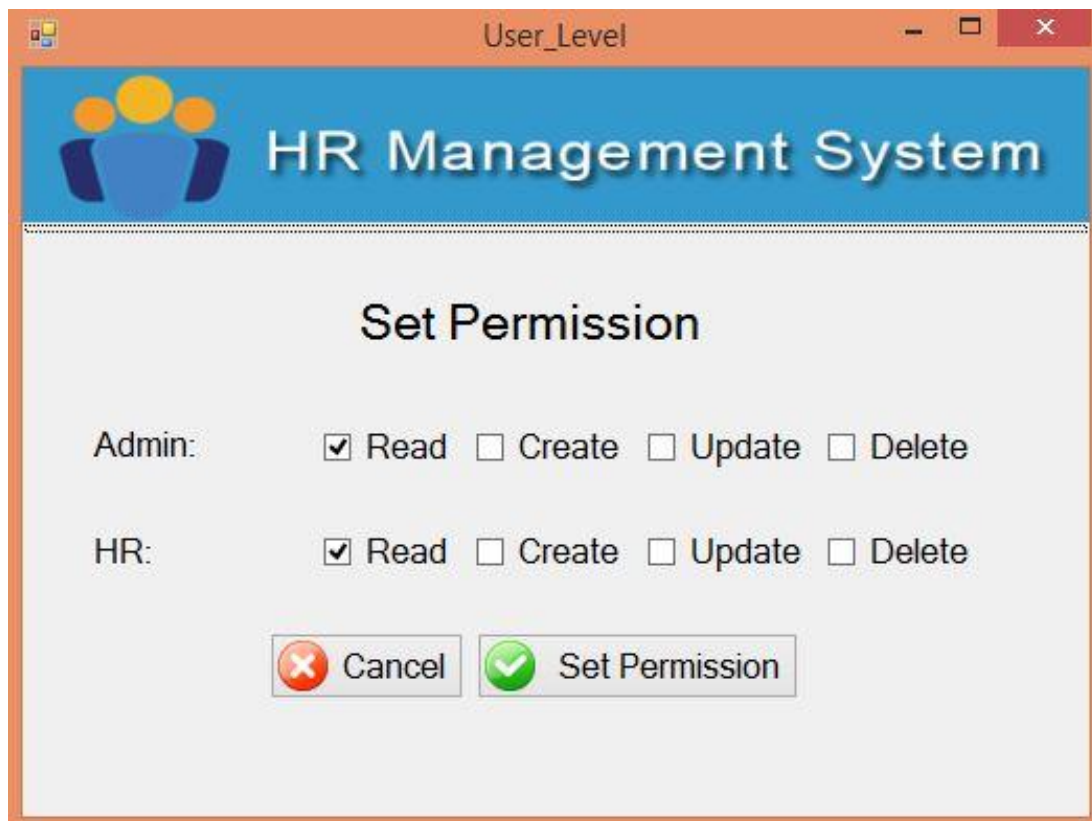 User_Level
HR Management System
Set Permission
Admin: Read Create Update Delete
HR: Read Create Update Delete
Cancel Set Permission